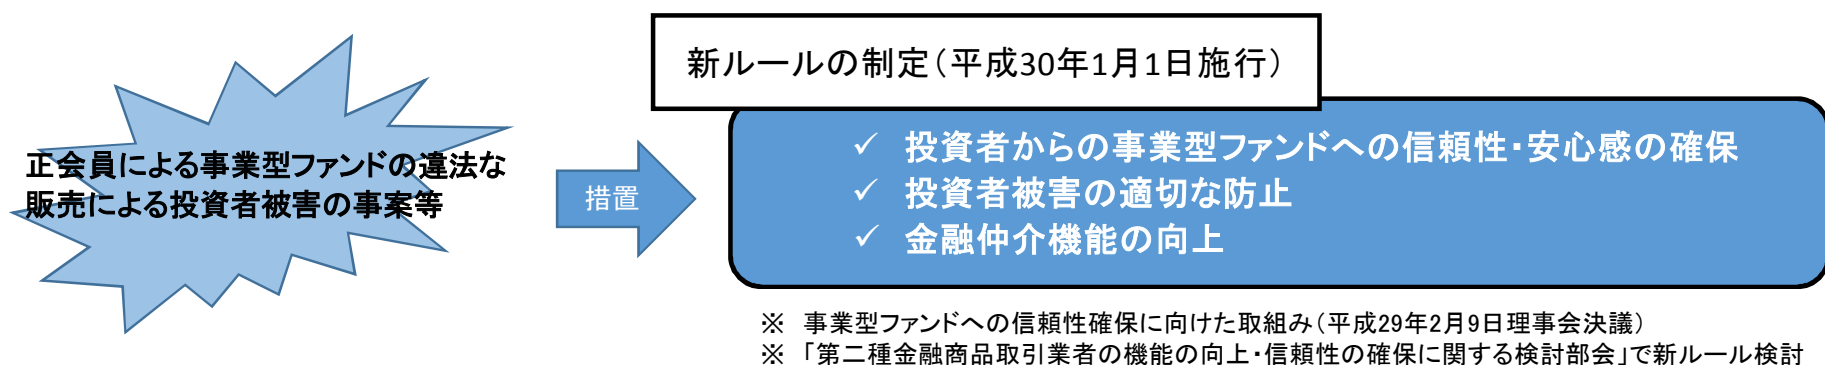 新ルールの制定（平成30年1月1日施行）
正会員による事業型ファンドの違法な
販売による投資者被害の事案等
措置
✓ 投資者からの事業型ファンドへの信頼性・安心感の確保
✓ 投資者被害の適切な防止
✓ 金融仲介機能の向上
※ 事業型ファンドへの信頼性確保に向けた取組み（平成29年2月9日理事会決議）
※ 「第二種金融商品取引業者の機能の向上・信頼性の確保に関する検討部会」で新ルール検討